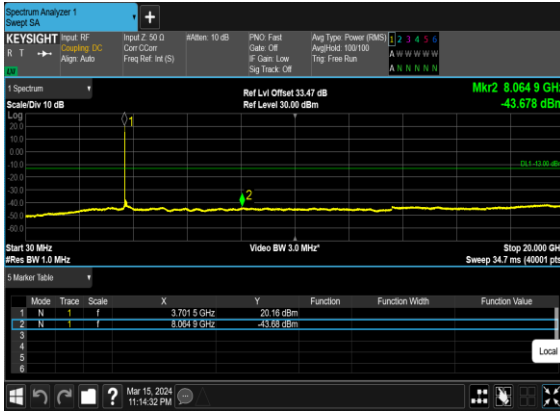 Spectrum Analyzer 1
Swept SA
+
KEYSIGHT Input: RF Input Z: 50 Ω #Atten: 10 dB PNO: Fast Avg Type: Power (RMS) 1 2 3 4 5 6
R T Coupling: DC Corr CCorr Gate: Off Avg|Hold: 100/100 A W W W W W
Align: Auto Freq Ref: Int (S) IF Gain: Low Trig: Free Run
Sig Track: Off A N N N N N
1 Spectrum Ref Lvl Offset 33.47 dB Mkr2 8.064 9 GHz
Scale/Div 10 dB Ref Level 30.00 dBm -43.678 dBm
Log
1
20.0
10.0
0.00
-10.0
DL1 -13.00 dBm
-20.0
-30.0
2
-40.0
-50.0
-60.0
Start 30 MHz Video BW 3.0 MHz* Stop 20.000 GHz
#Res BW 1.0 MHz Sweep 34.7 ms (40001 pts)
5 Marker Table
Mode Trace Scale X Y Function Function Width Function Value
1 N 1 f 3.701 5 GHz 20.16 dBm
2 N 1 f 8.064 9 GHz -43.68 dBm
3
4
5
6
Local
? Mar 15, 2024
11:14:32 PM